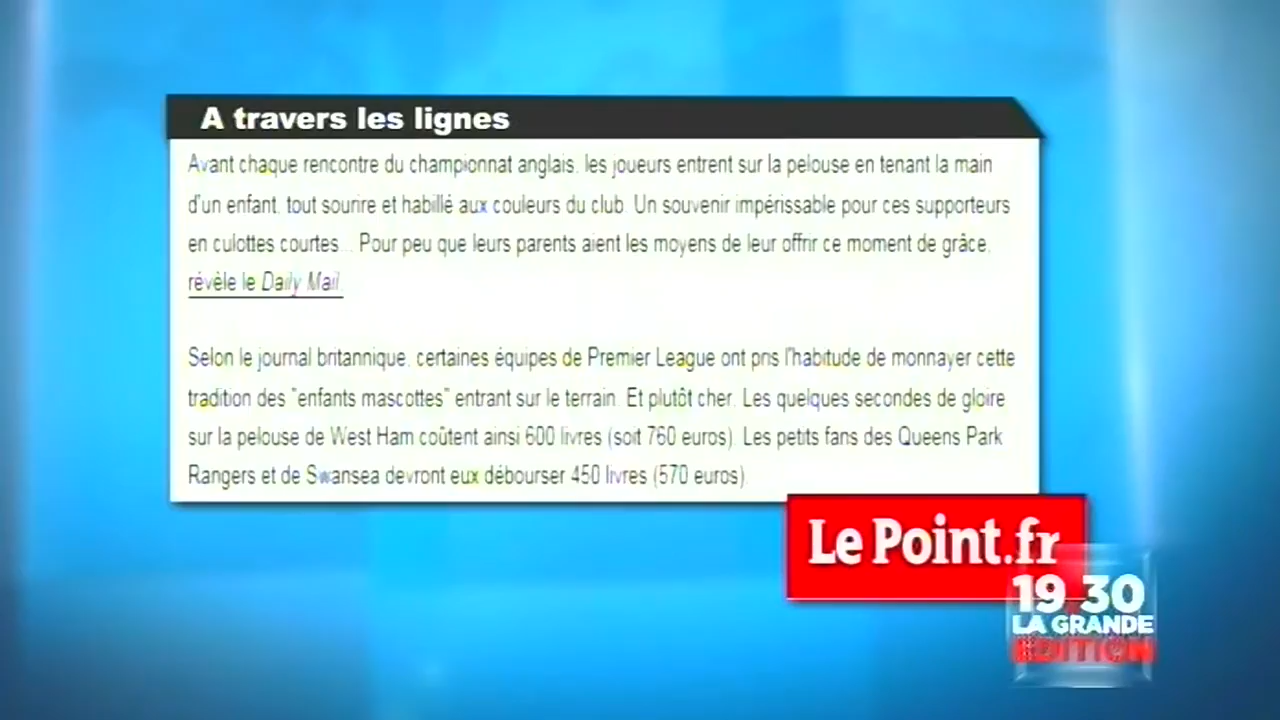 A travers les lignes
Avant chaque rencontre du championnat anglais, les joueurs entrent sur la pelouse en tenant la main
d'un enfant, tout sourire et habillé aux couleurs du club. Un souvenir impérissable pour ces supporteurs
en culottes courtes... Pour peu que leurs parents aient les moyens de leur offrir ce moment de grâce,
révèle le Daily Mail.
Selon le journal britannique, certaines équipes de Premier League ont pris l'habitude de monnayer cette
tradition des "enfants mascottes" entrant sur le terrain. Et plutôt cher. Les quelques secondes de gloire
sur la pelouse de West Ham coûtent ainsi 600 livres (soit 760 euros). Les petits fans des Queens Park
Rangers et de Swansea devront eux débourser 450 livres (570 euros).
Le Point.fr
19 30
LA GRANDE
EDITION